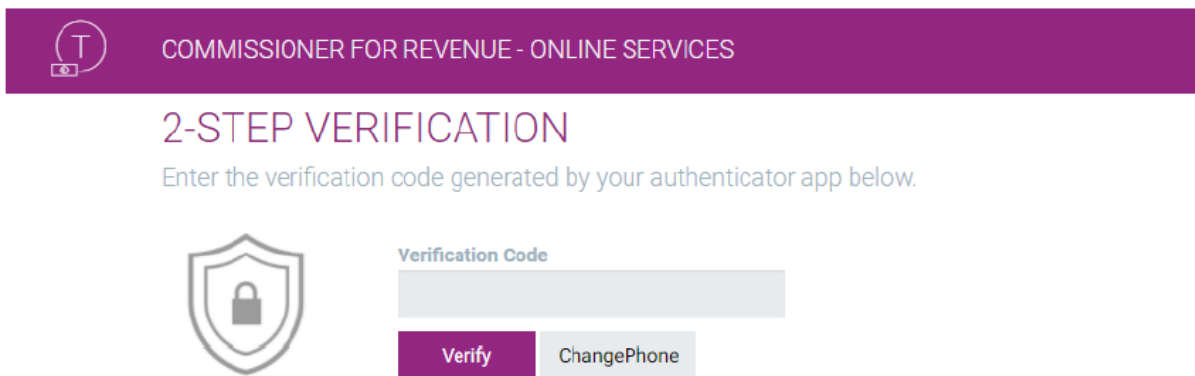 T
COMMISSIONER FOR REVENUE - ONLINE SERVICES
2-STEP VERIFICATION
Enter the verification code generated by your authenticator app below.
Verification Code
Verify ChangePhone